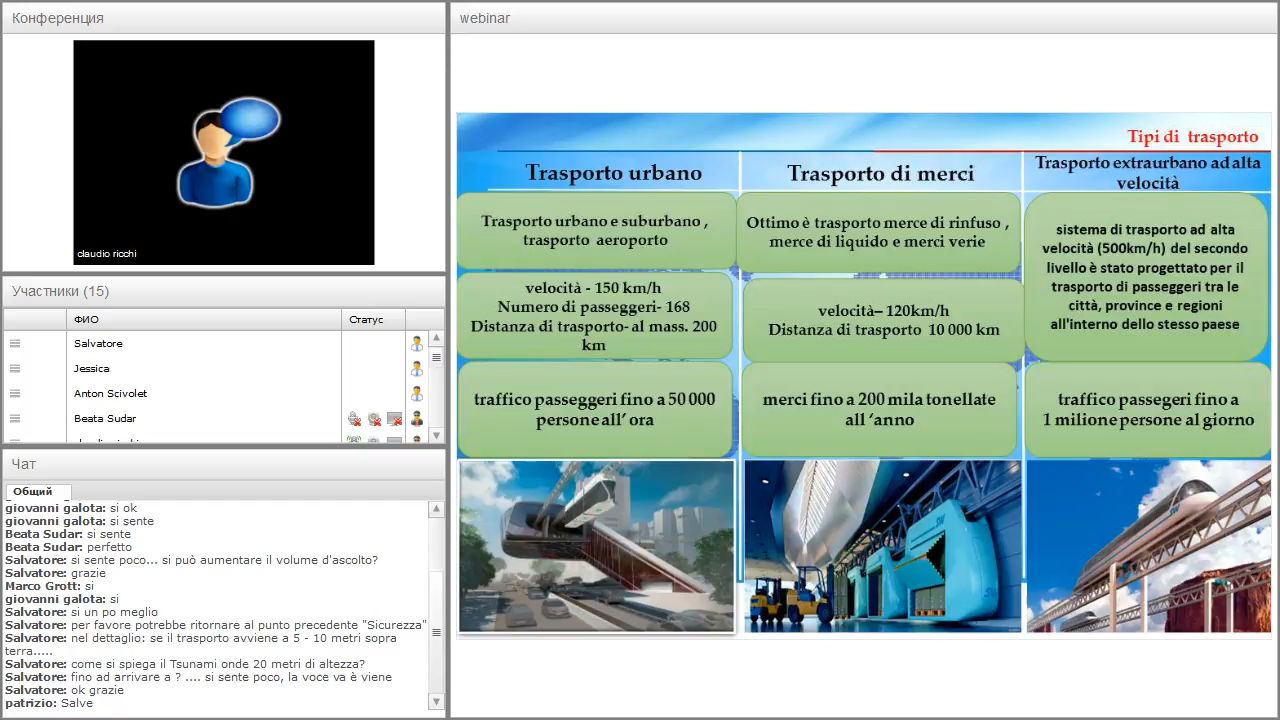 Конференция
claudio ricchi
Участники (15)
ФИО
Статус
Salvatore
Jessica
Anton Scivolet
Beata Sudar
Чат
Общий
giovanni galota: si ok
giovanni galota: si sente
Beata Sudar: si sente
Beata Sudar: perfetto
Salvatore: si sente poco... si può aumentare il volume d'ascolto?
Salvatore: grazie
Marco Grott: si
giovanni galota: si
Salvatore: si un po meglio
Salvatore: per favore potrebbe ritornre al punto precedente "Sicurezza"
Salvatore: nel dettaglio: se il trasporto avviene a 5 - 10 metri sopra
terra.....
Salvatore: come si spiega il Tsunami onde 20 metri di altezza?
Salvatore: fino ad arrivare a ? .... si sente poco, la voce va è viene
Salvatore: ok grazie
patrizio: Salve
webinar
Tipi di trasporto
Trasporto urbano
Trasporto urbano e suburbano ,
trasporto aeroporto
velocità - 150 km/h
Numero di passeggeri- 168
Distanza di trasporto- al mass. 200
km
traffico passeggeri fino a 50 000
persone all' ora
Trasporto di merci
Ottimo è trasporto merce di rinfuso ,
merce di liquido e merci verie
velocità– 120km/h
Distanza di trasporto 10 000 km
merci fino a 200 mila tonellate
all 'anno
Trasporto extraurbano ad alta
velocità
sistema di trasporto ad alta
velocità (500km/h) del secondo
livello è stato progettato per il
trasporto di passeggeri tra le
città, province e regioni
all'interno dello stesso paese
traffico passegeri fino a
1 milione persone al giorno